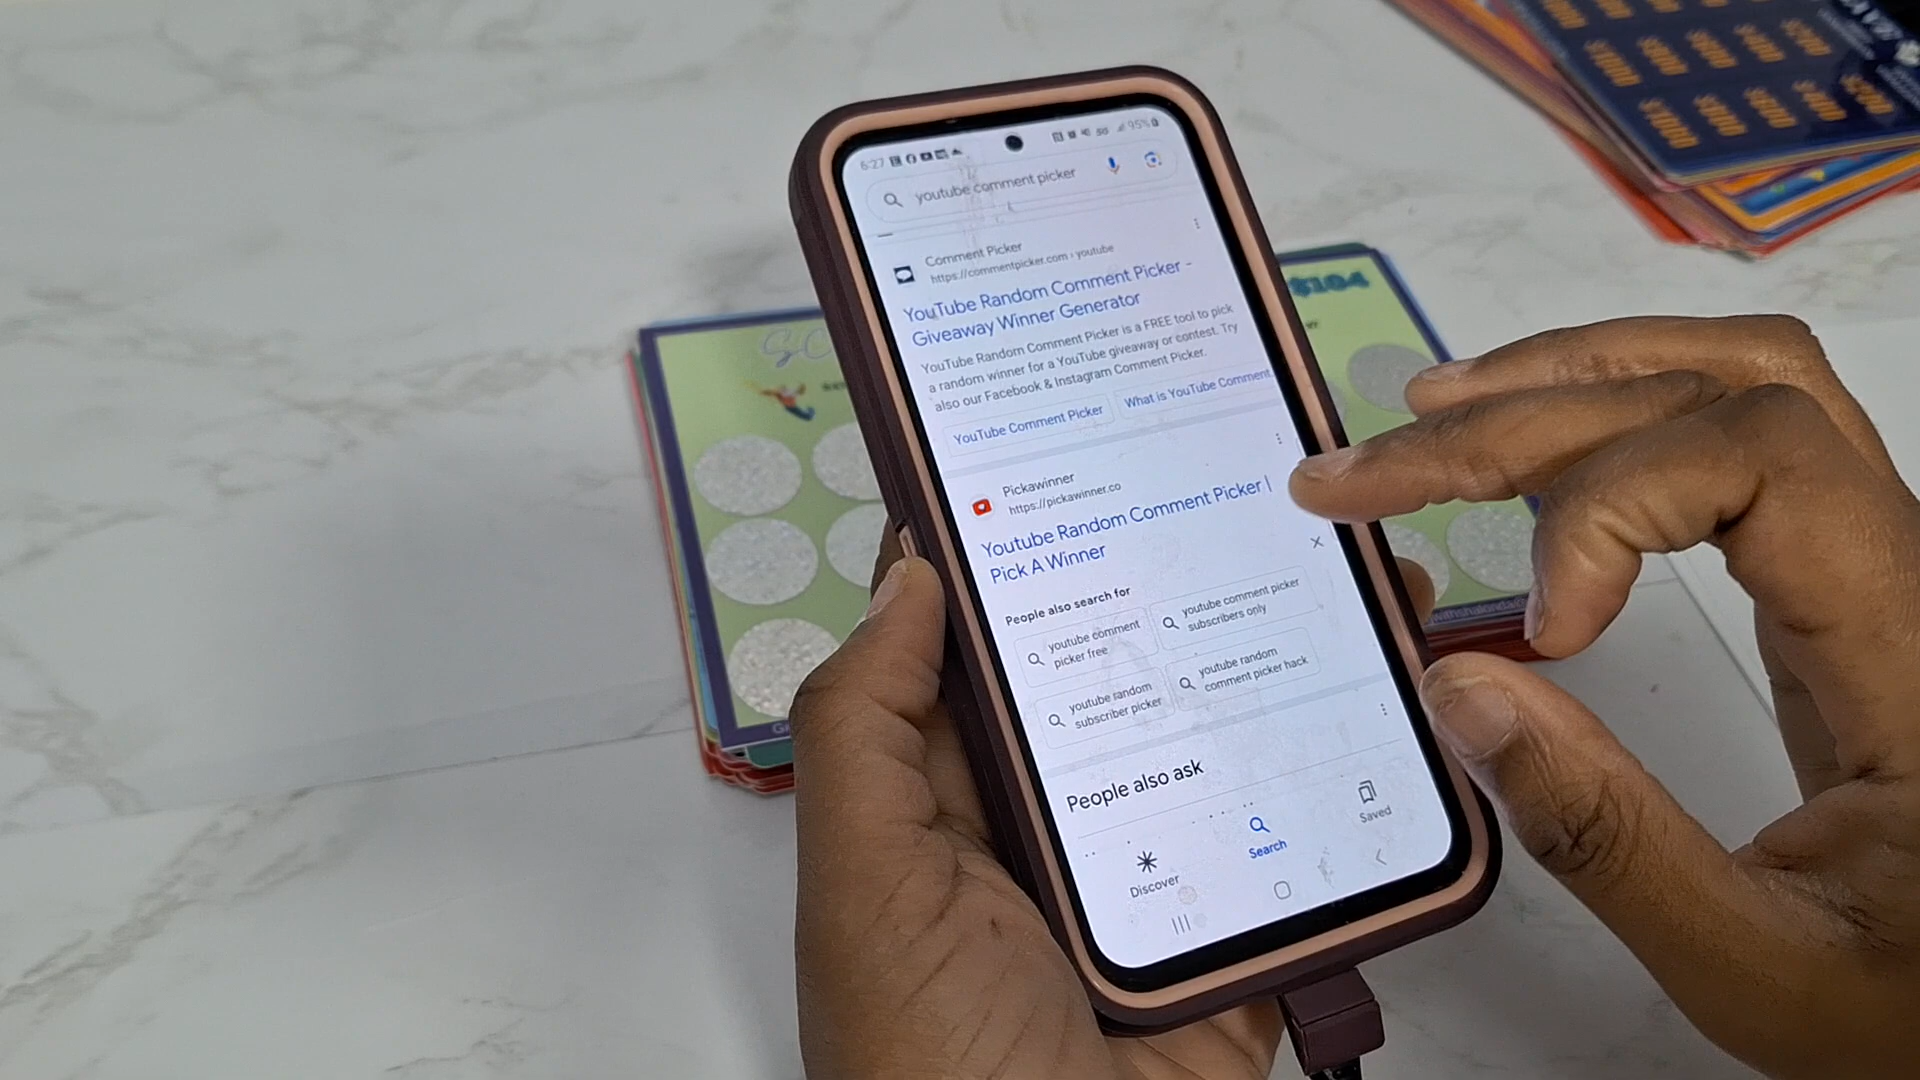 6:27
5G
95%
youtube comment picker
Comment Picker
https://commentpicker.com › youtube
YouTube Random Comment Picker -
Giveaway Winner Generator
YouTube Random Comment Picker is a FREE tool to pick
a random winner for a YouTube giveaway or contest. Try
also our Facebook & Instagram Comment Picker.
YouTube Comment Picker
What is YouTube Comment
Pickawinner
https://pickawinner.co
Youtube Random Comment Picker |
Pick A Winner
People also search for
youtube comment
picker free
youtube comment picker
subscribers only
youtube random
subscriber picker
youtube random
comment picker hack
People also ask
Discover
Search
Saved
$104